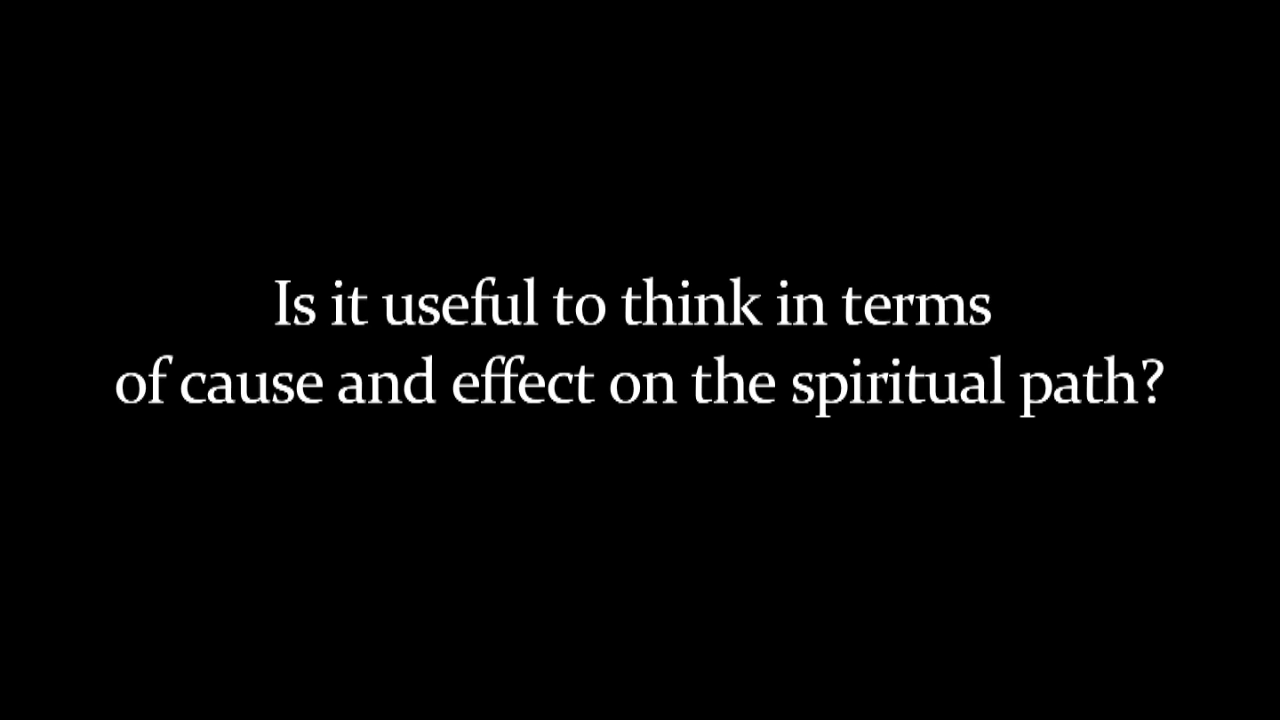 Is it useful to think in terms
of cause and effect on the spiritual path?